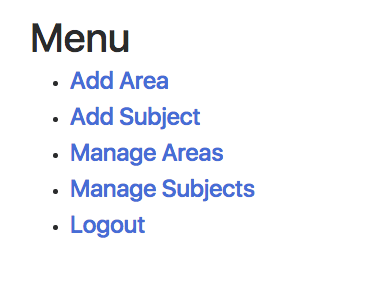 Menu
Add Area
Add Subject
Manage Areas
Manage Subjects
Logout